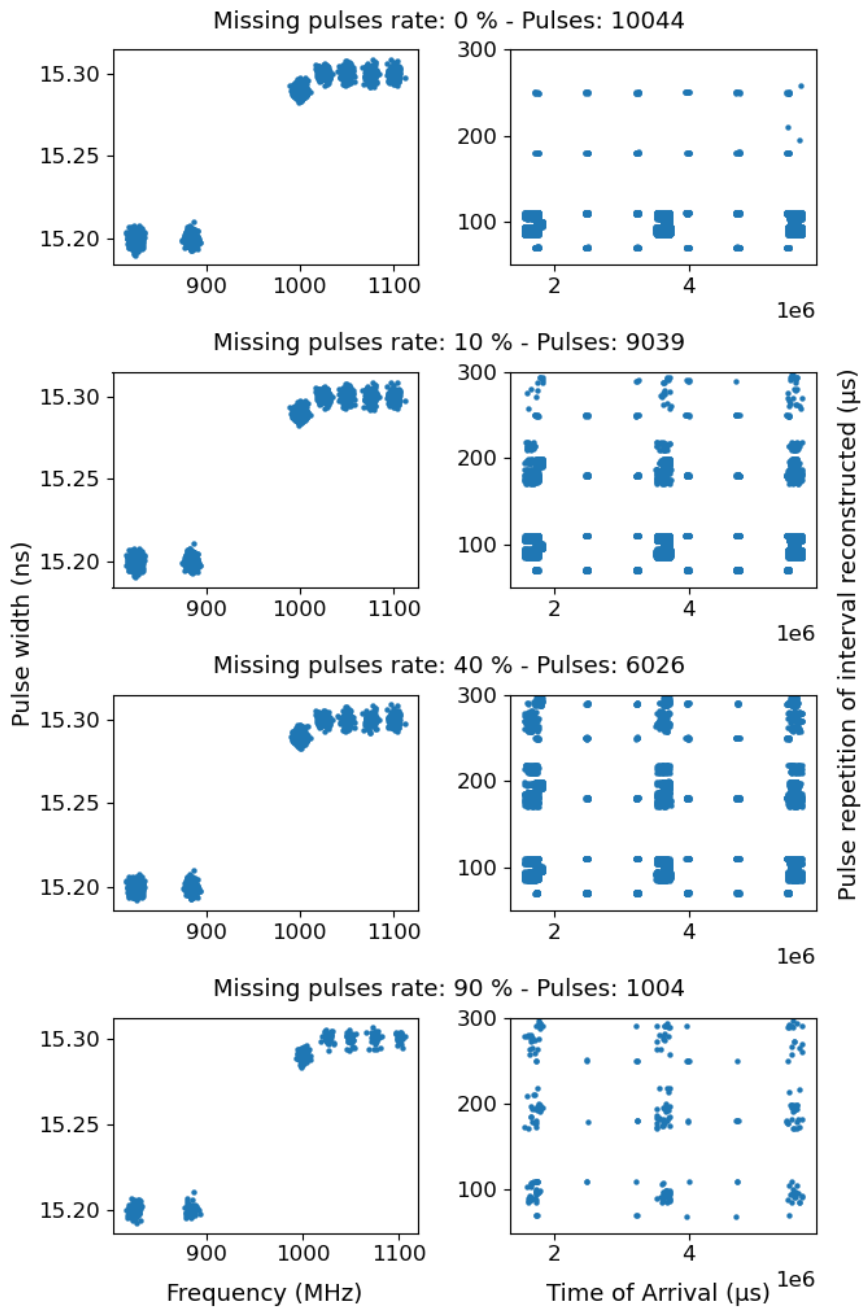 Missing pulses rate: 0 % - Pulses: 10044
15.30
15.25
15.20
900 1000 1100
300
200
100
2 4
1e6
Missing pulses rate: 10 % - Pulses: 9039
15.30
15.25
15.20
900 1000 1100
300
200
100
2 4
1e6
Missing pulses rate: 40 % - Pulses: 6026
15.30
15.25
15.20
900 1000 1100
300
200
100
2 4
1e6
Missing pulses rate: 90 % - Pulses: 1004
15.30
15.25
15.20
900 1000 1100
300
200
100
2 4
1e6
Pulse width (ns)
Pulse repetition of interval reconstructed (µs)
Frequency (MHz)
Time of Arrival (µs)